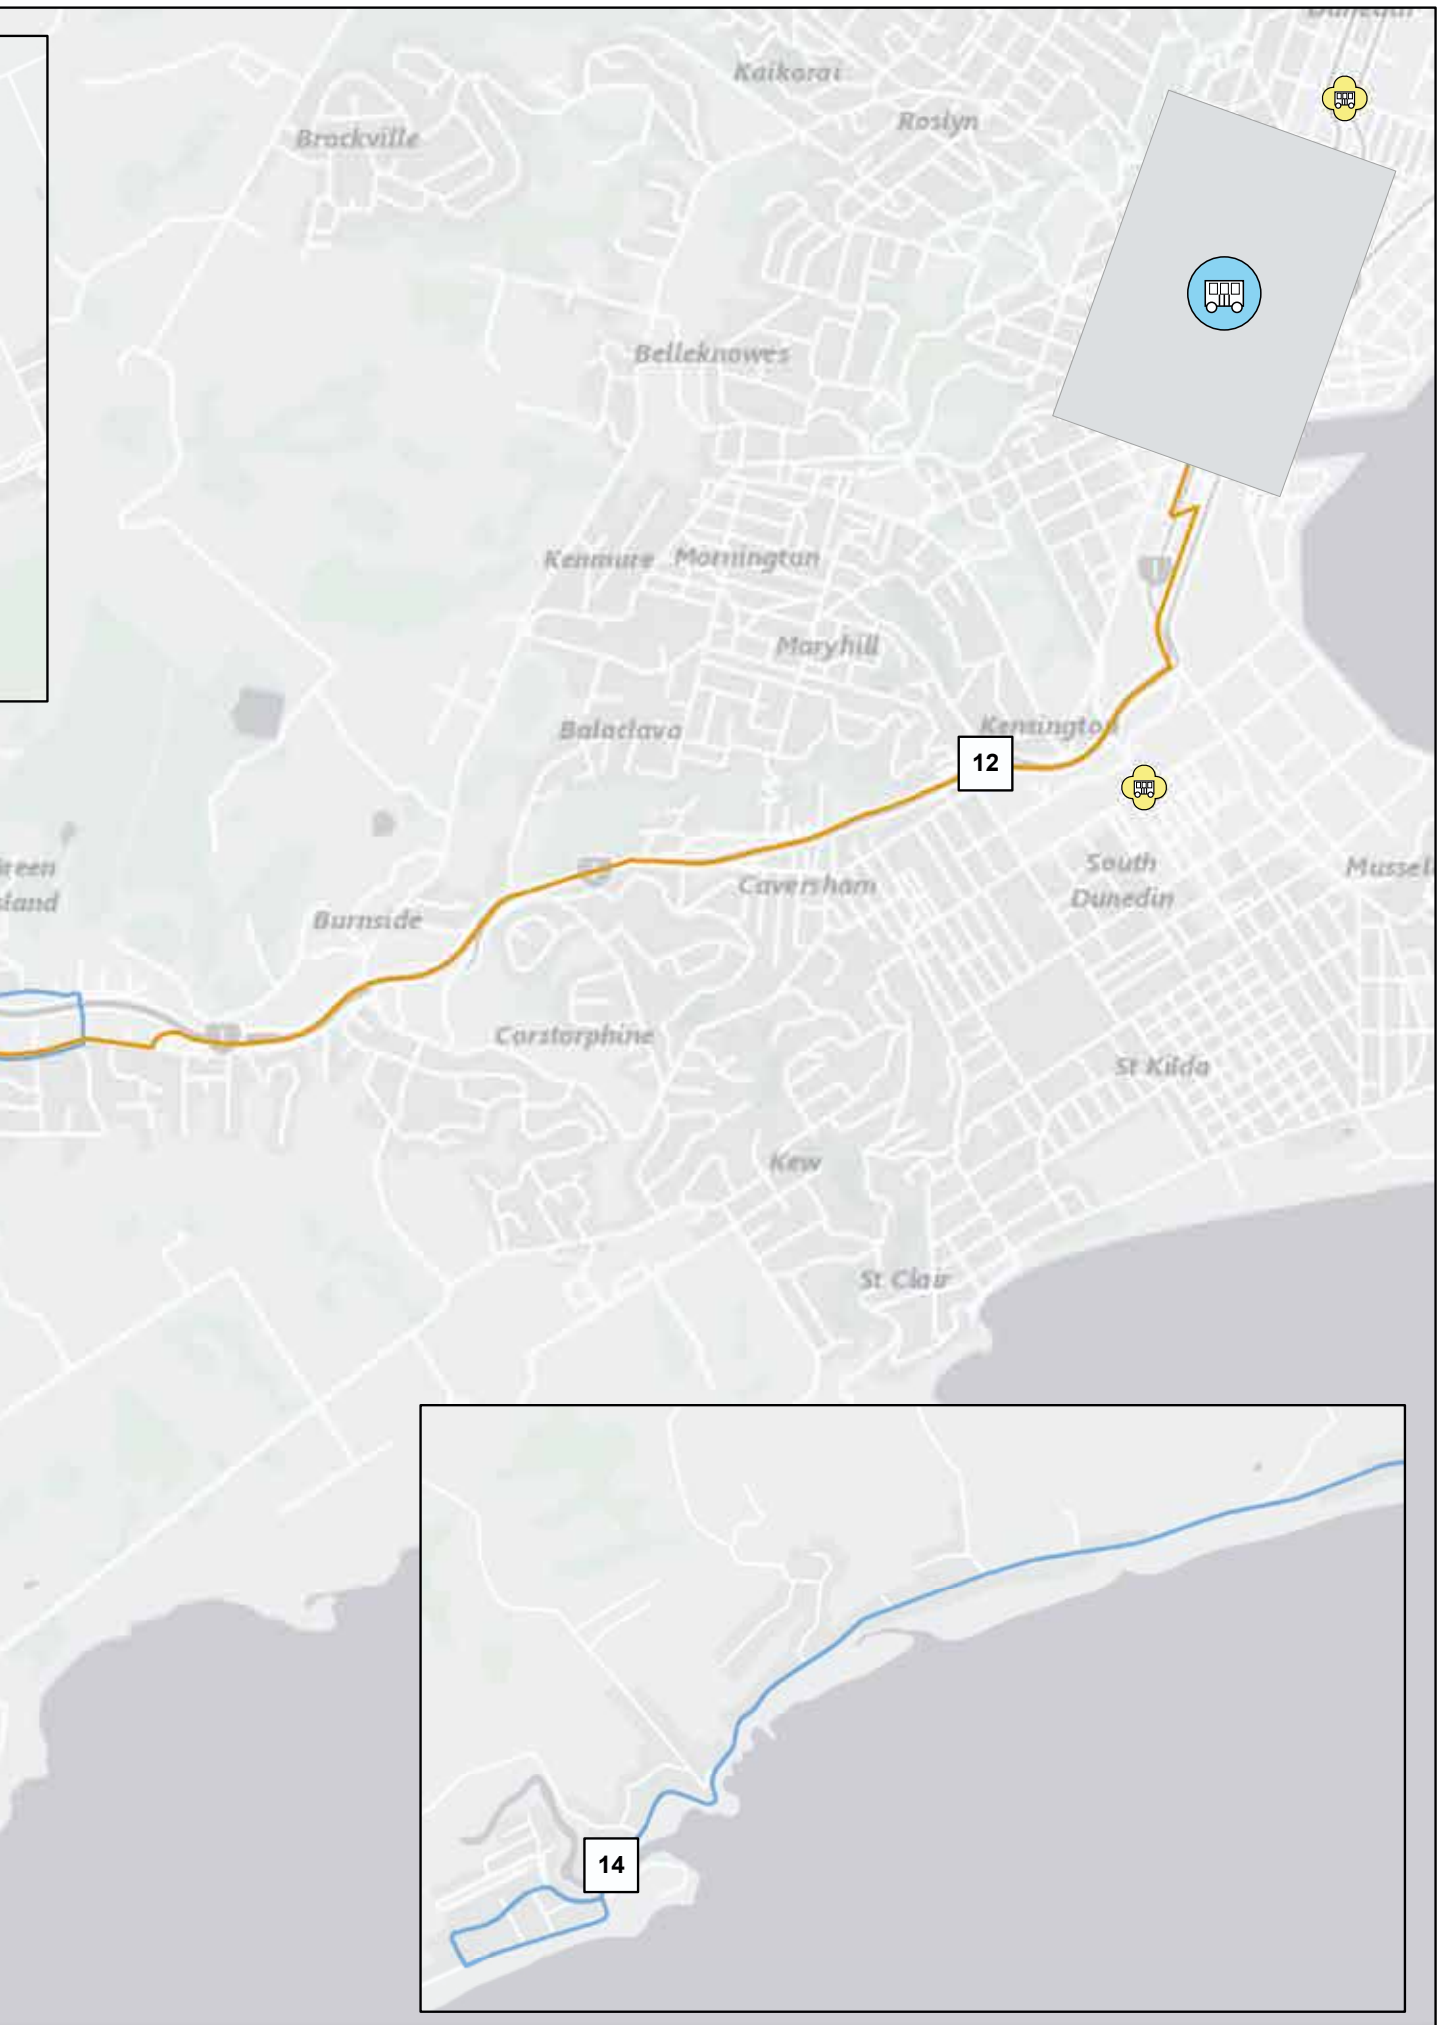 Kaikorai
Roslyn
Brockville
Belleknowes
Kenmure
Mornington
1
Maryhill
Kensington
Balaclava
12
South
Dunedin
Caversham
Burnside
Corstorphine
St Kilda
Kew
St Clair
14